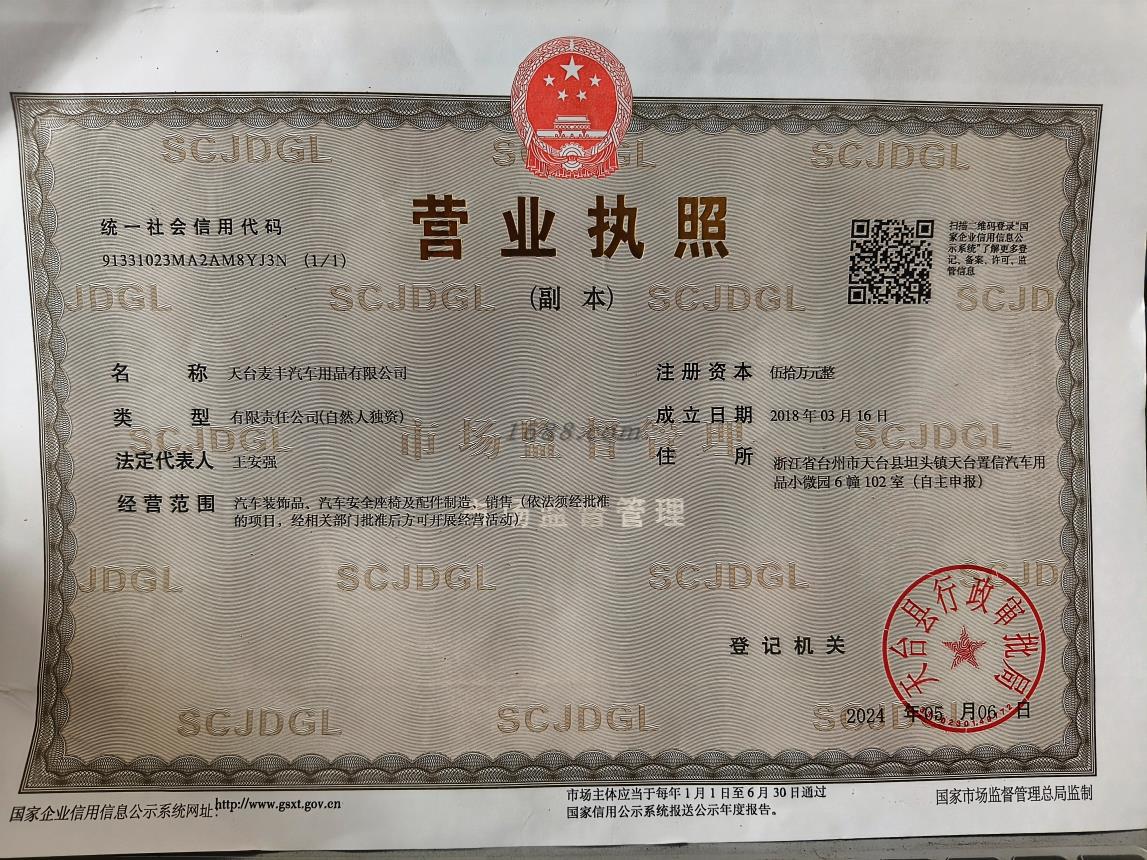 营业执照
(副 本)
统一社会信用代码
91331023MA2AM8YJ3N (1/1)
扫描二维码登录“国
家企业信用信息公
示系统”了解更多登
记、备案、许可、监
管信息
名 称 天台麦丰汽车用品有限公司
类 型 有限责任公司(自然人独资)
法定代表人 王安强
经营范围 汽车装饰品、汽车安全座椅及配件制造、销售（依法须经批准
的项目，经相关部门批准后方可开展经营活动）
注册资本 伍拾万元整
成立日期 2018年03月16日
住 所 浙江省台州市天台县坦头镇天台置信汽车用
品小微园6幢102室（自主申报）
登记机关
天台县行政审批局
2024 年05 月06 日
SCJDGL
市场监督管理
1688.com
国家企业信用信息公示系统网址：http://www.gsxt.gov.cn
市场主体应当于每年1月1日至6月30日通过
国家信用公示系统报送公示年度报告。
国家市场监督管理总局监制